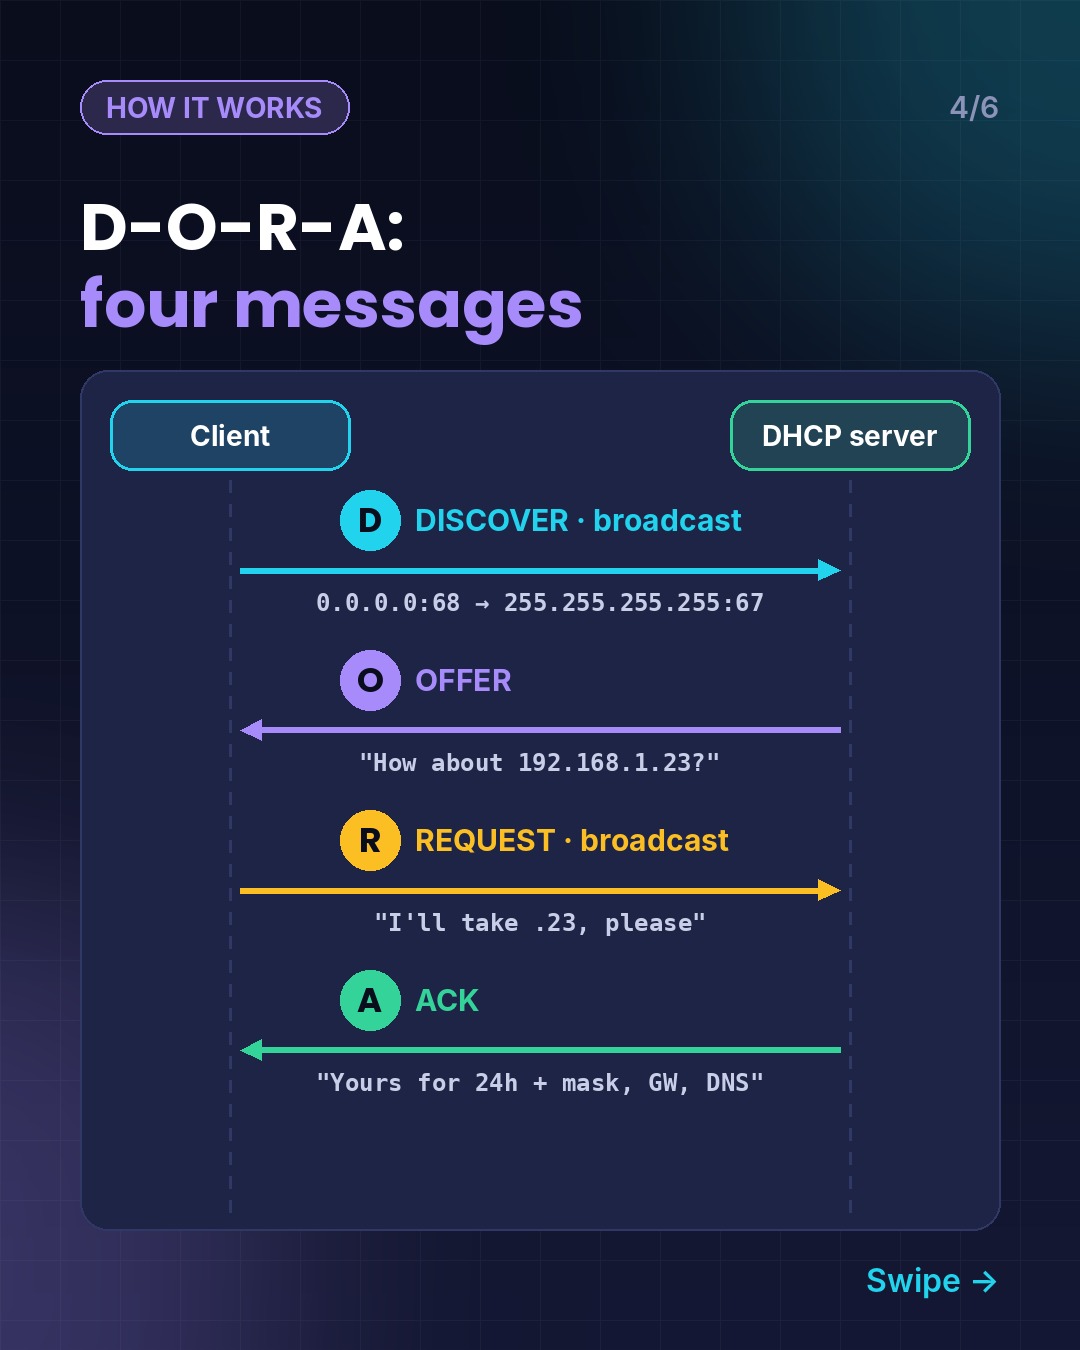 HOW IT WORKS
4/6
D-O-R-A:
four messages
Client
DHCP server
D
DISCOVER · broadcast
0.0.0.0:68 → 255.255.255.255:67
O
OFFER
"How about 192.168.1.23?"
R
REQUEST · broadcast
"I'll take .23, please"
A
ACK
"Yours for 24h + mask, GW, DNS"
Swipe →